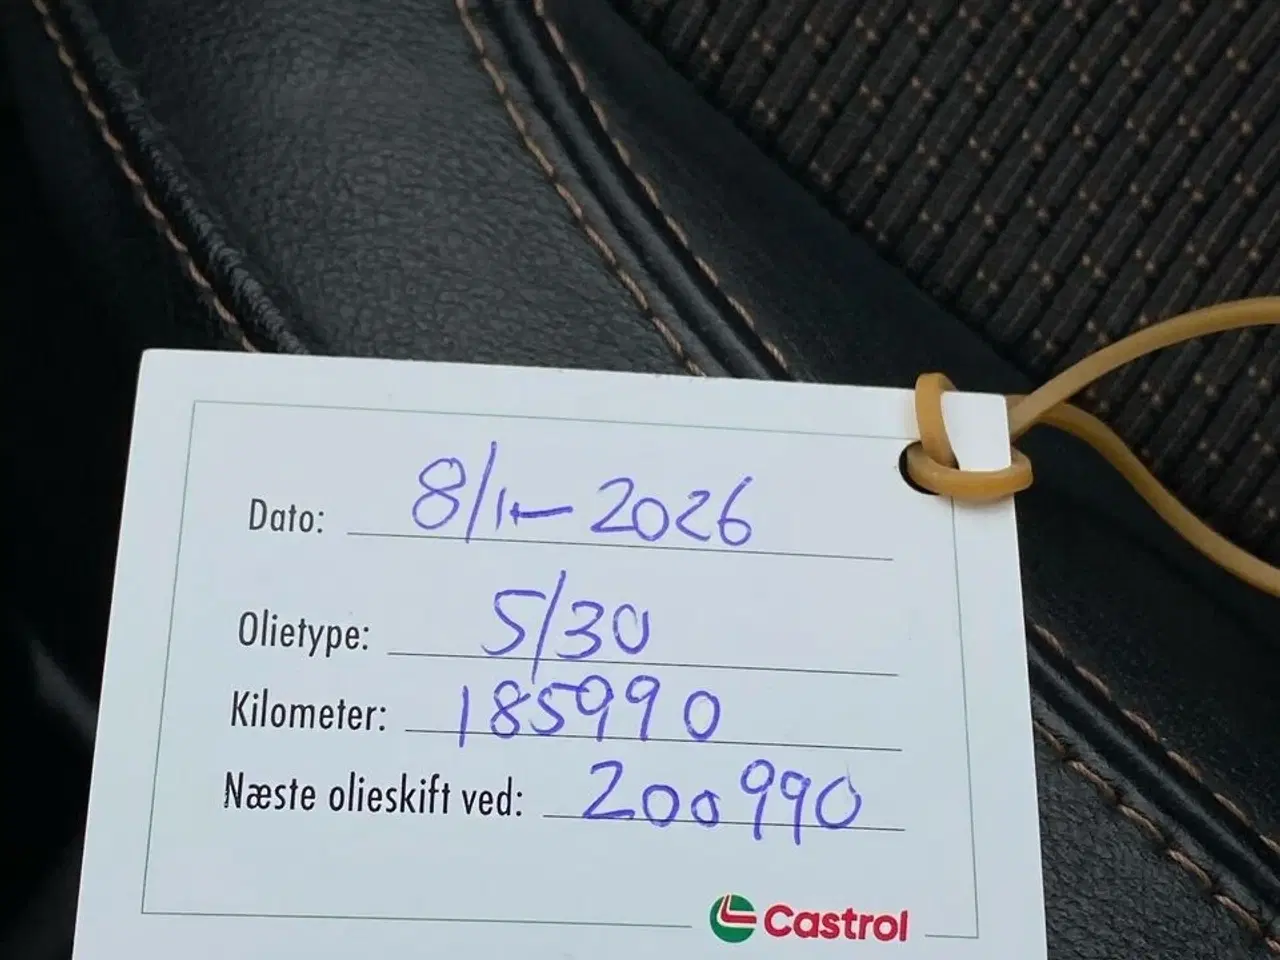 Dato: 8/1-2026
Olietype: 5/30
Kilometer: 185990
Næste olieskift ved: 200990
Castrol